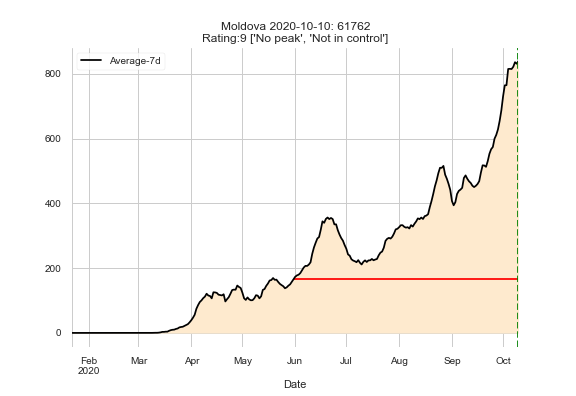 Moldova 2020-10-10: 61762
Rating:9 ['No peak', 'Not in control']
Average-7d
800
600
400
200
0
Feb Mar Apr May Jun Jul Aug Sep Oct
2020
Date